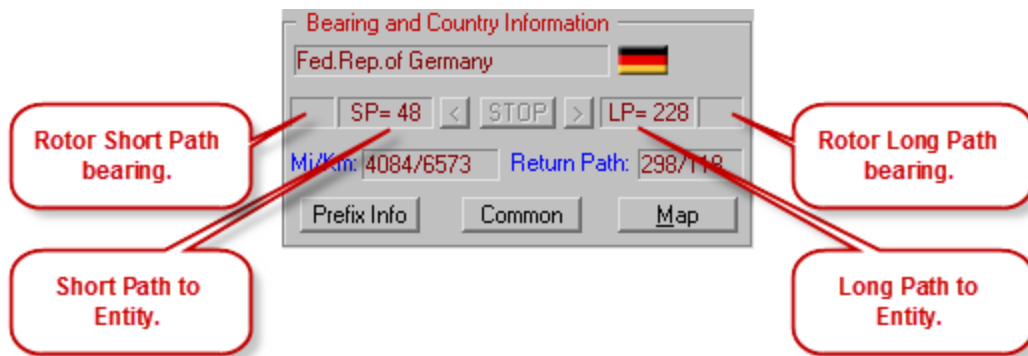 Bearing and Country Information
Fed.Rep.of Germany
SP= 48 < STOP > LP= 228
Rotor Short Path
bearing.
Rotor Long Path
bearing.
Mi/Km: 4084/6573 Return Path: 298/118
Prefix Info Common Map
Short Path to
Entity.
Long Path to
Entity.